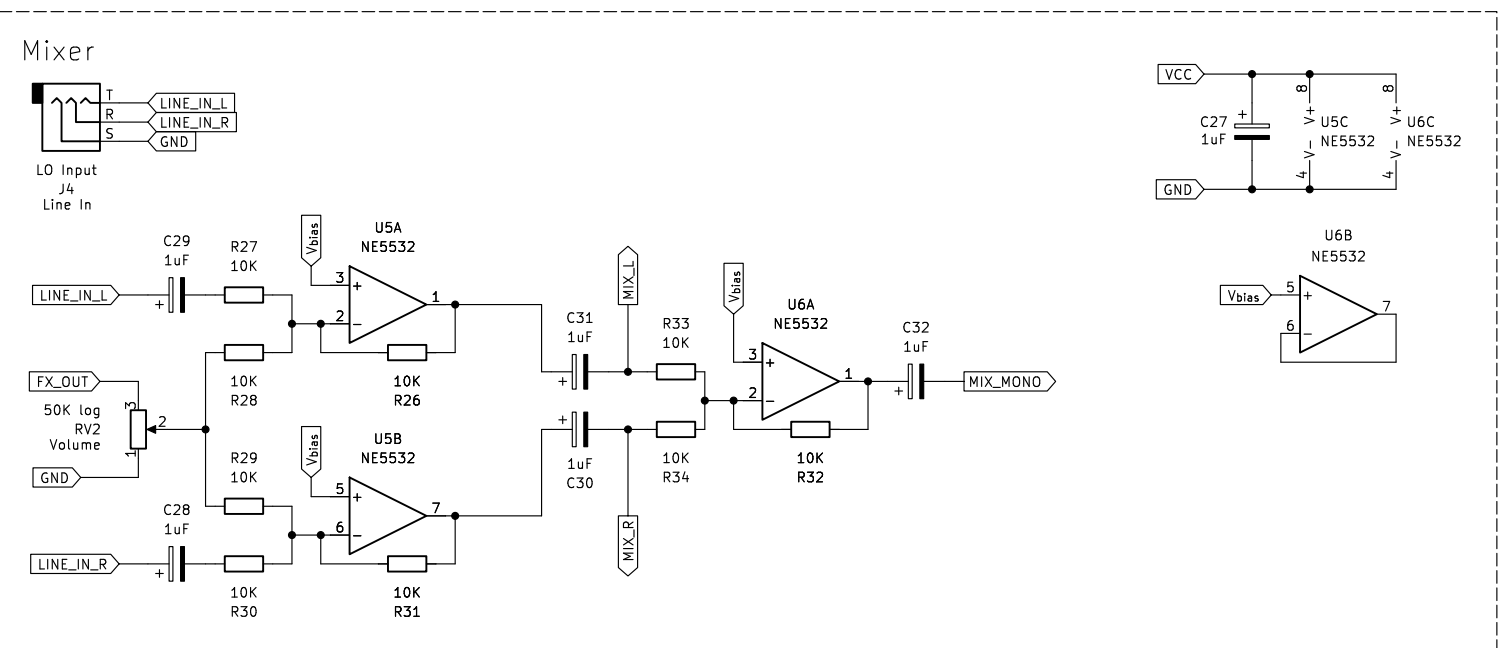 Mixer
T
LINE_IN_L
R
LINE_IN_R
S
GND
LO Input
J4
Line In
VCC
GND
+
C27
1uF
8
V+
U5C
NE5532
V-
4
8
V+
U6C
NE5532
V-
4
U6B
NE5532
Vbias
5
+
6
-
7
LINE_IN_L
C29
1uF
+
R27
10K
Vbias
U5A
NE5532
3
+
2
-
1
10K
R28
10K
R26
FX_OUT
50K log
RV2
Volume
3
2
1
GND
R29
10K
Vbias
U5B
NE5532
5
+
6
-
7
C28
1uF
LINE_IN_R
+
10K
R30
10K
R31
C31
1uF
+
MIX_L
R33
10K
+
1uF
C30
MIX_R
10K
R34
Vbias
U6A
NE5532
3
+
2
-
1
10K
R32
C32
1uF
+
MIX_MONO